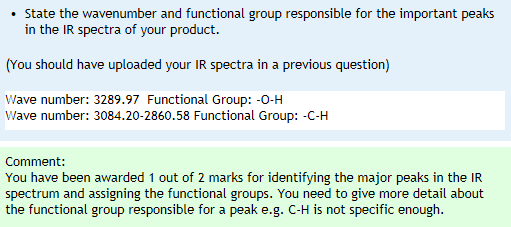 • State the wavenumber and functional group responsible for the important peaks
in the IR spectra of your product.
(You should have uploaded your IR spectra in a previous question)
Wave number: 3289.97  Functional Group: -O-H
Wave number: 3084.20-2860.58 Functional Group: -C-H
Comment:
You have been awarded 1 out of 2 marks for identifying the major peaks in the IR
spectrum and assigning the functional groups. You need to give more detail about
the functional group responsible for a peak e.g. C-H is not specific enough.